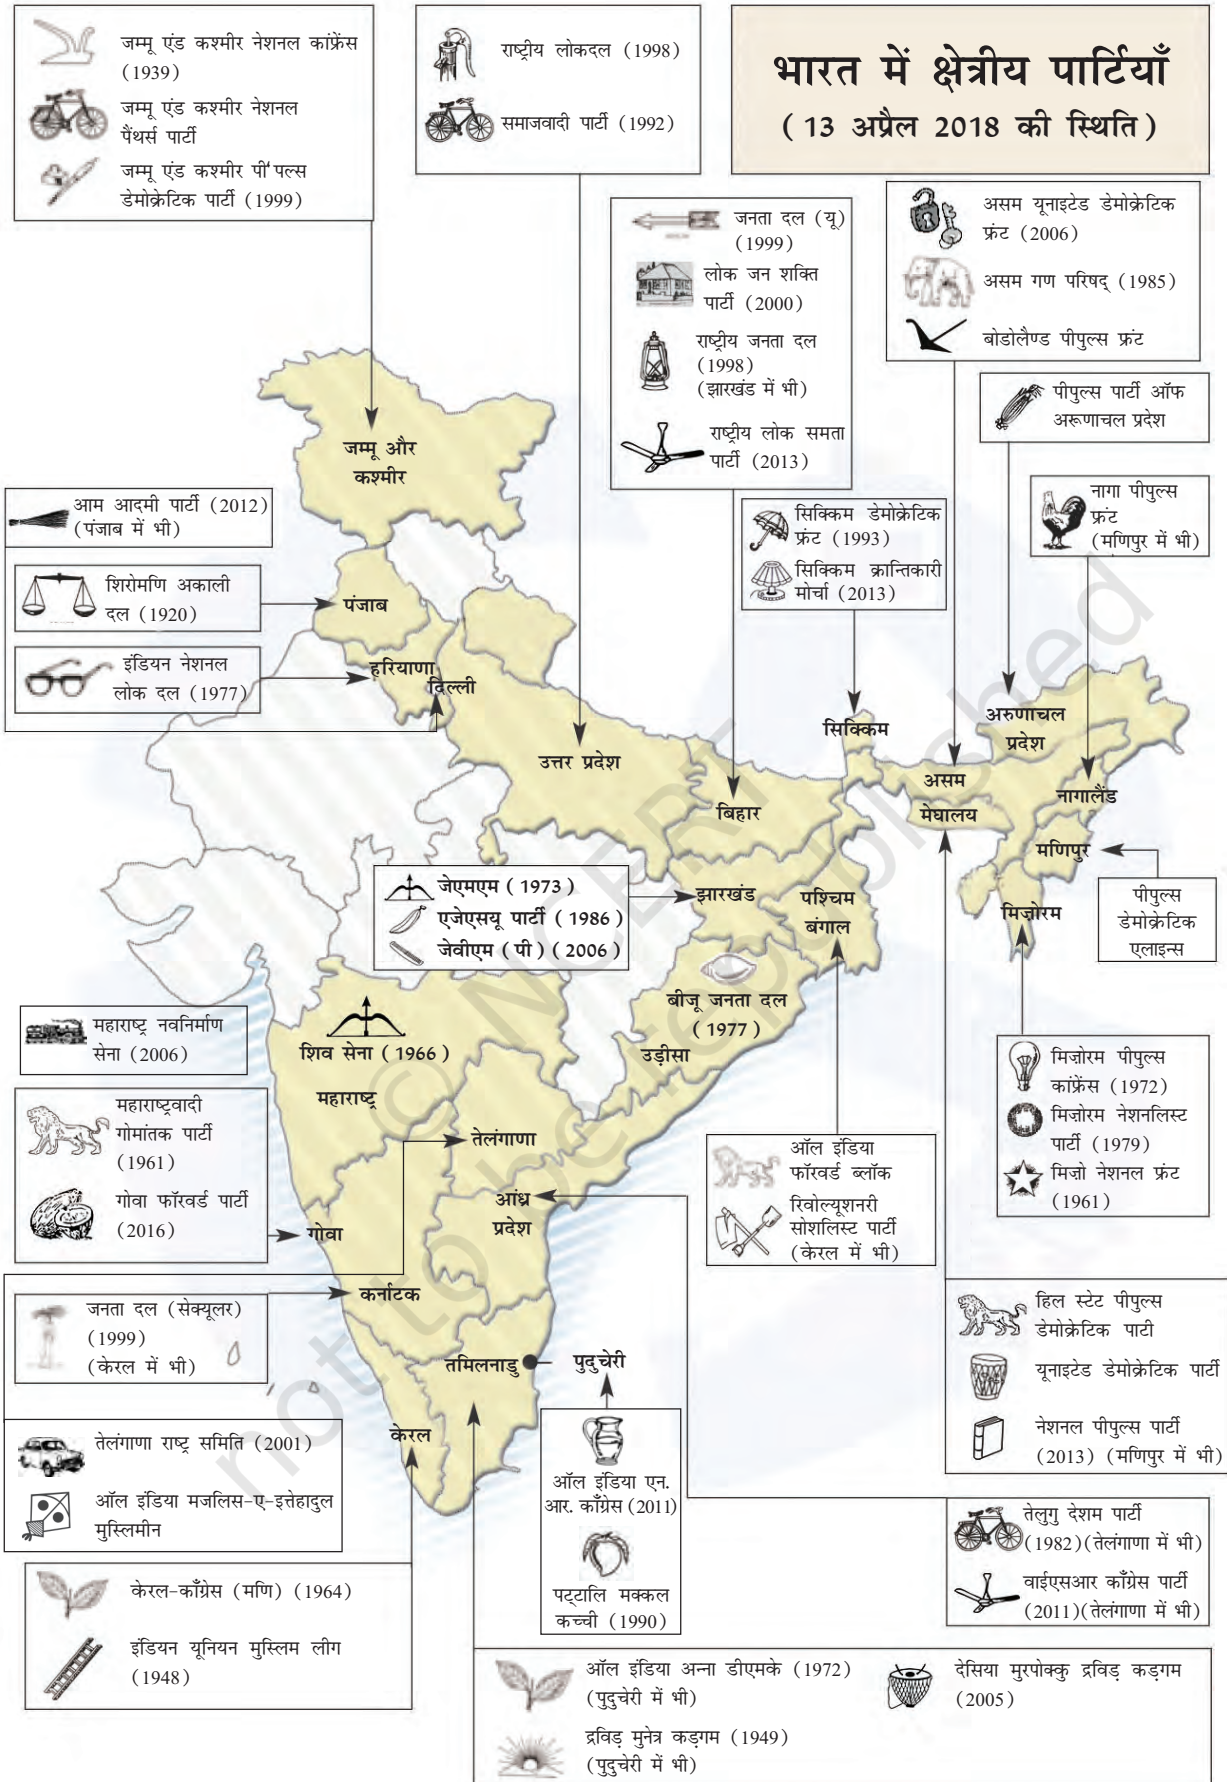 भारत में क्षेत्रीय पार्टियाँ
( 13 अप्रैल 2018 की स्थिति )
जम्मू एंड कश्मीर नेशनल कांफ्रेंस
(1939)
जम्मू एंड कश्मीर नेशनल
पैंथर्स पार्टी
जम्मू एंड कश्मीर पी'पल्स
डेमोक्रेटिक पार्टी (1999)
राष्ट्रीय लोकदल (1998)
समाजवादी पार्टी (1992)
जनता दल (यू)
(1999)
लोक जन शक्ति
पार्टी (2000)
राष्ट्रीय जनता दल
(1998)
(झारखंड में भी)
राष्ट्रीय लोक समता
पार्टी (2013)
असम यूनाइटेड डेमोक्रेटिक
फ्रंट (2006)
असम गण परिषद् (1985)
बोडोलैण्ड पीपुल्स फ्रंट
पीपुल्स पार्टी ऑफ
अरूणाचल प्रदेश
नागा पीपुल्स
फ्रंट
(मणिपुर में भी)
सिक्किम डेमोक्रेटिक
फ्रंट (1993)
सिक्किम क्रान्तिकारी
मोर्चा (2013)
आम आदमी पार्टी (2012)
(पंजाब में भी)
शिरोमणि अकाली
दल (1920)
इंडियन नेशनल
लोक दल (1977)
जम्मू और
कश्मीर
पंजाब
हरियाणा
दिल्ली
उत्तर प्रदेश
बिहार
सिक्किम
अरुणाचल
प्रदेश
असम
मेघालय
नागालैंड
मणिपुर
मिज़ोरम
झारखंड
पश्चिम
बंगाल
जेएमएम ( 1973 )
एजेएसयू पार्टी ( 1986 )
जेवीएम ( पी ) ( 2006 )
पीपुल्स
डेमोक्रेटिक
एलाइन्स
बीजू जनता दल
( 1977 )
उड़ीसा
शिव सेना ( 1966 )
महाराष्ट्र
महाराष्ट्र नवनिर्माण
सेना (2006)
महाराष्ट्रवादी
गोमांतक पार्टी
(1961)
गोवा फॉरवर्ड पार्टी
(2016)
तेलंगाणा
आंध्र
प्रदेश
गोवा
कर्नाटक
तमिलनाडु
पुदुचेरी
केरल
मिज़ोरम पीपुल्स
कांफ्रेंस (1972)
मिज़ोरम नेशनलिस्ट
पार्टी (1979)
मिज़ो नेशनल फ्रंट
(1961)
ऑल इंडिया
फॉरवर्ड ब्लॉक
रिवोल्यूशनरी
सोशलिस्ट पार्टी
(केरल में भी)
जनता दल (सेक्यूलर)
(1999)
(केरल में भी)
हिल स्टेट पीपुल्स
डेमोक्रेटिक पाटी
यूनाइटेड डेमोक्रेटिक पार्टी
नेशनल पीपुल्स पार्टी
(2013) (मणिपुर में भी)
तेलंगाणा राष्ट्र समिति (2001)
ऑल इंडिया मजलिस-ए-इत्तेहादुल
मुस्लिमीन
ऑल इंडिया एन.
आर. काँग्रेस (2011)
पट्टालि मक्कल
कच्ची (1990)
तेलुगु देशम पार्टी
(1982)(तेलंगाणा में भी)
वाईएसआर काँग्रेस पार्टी
(2011)(तेलंगाणा में भी)
केरल-काँग्रेस (मणि) (1964)
इंडियन यूनियन मुस्लिम लीग
(1948)
ऑल इंडिया अन्ना डीएमके (1972)
(पुदुचेरी में भी)
द्रविड़ मुनेत्र कड़गम (1949)
(पुदुचेरी में भी)
देसिया मुरपोक्कु द्रविड़ कड़गम
(2005)
© NCERT
not to be republished